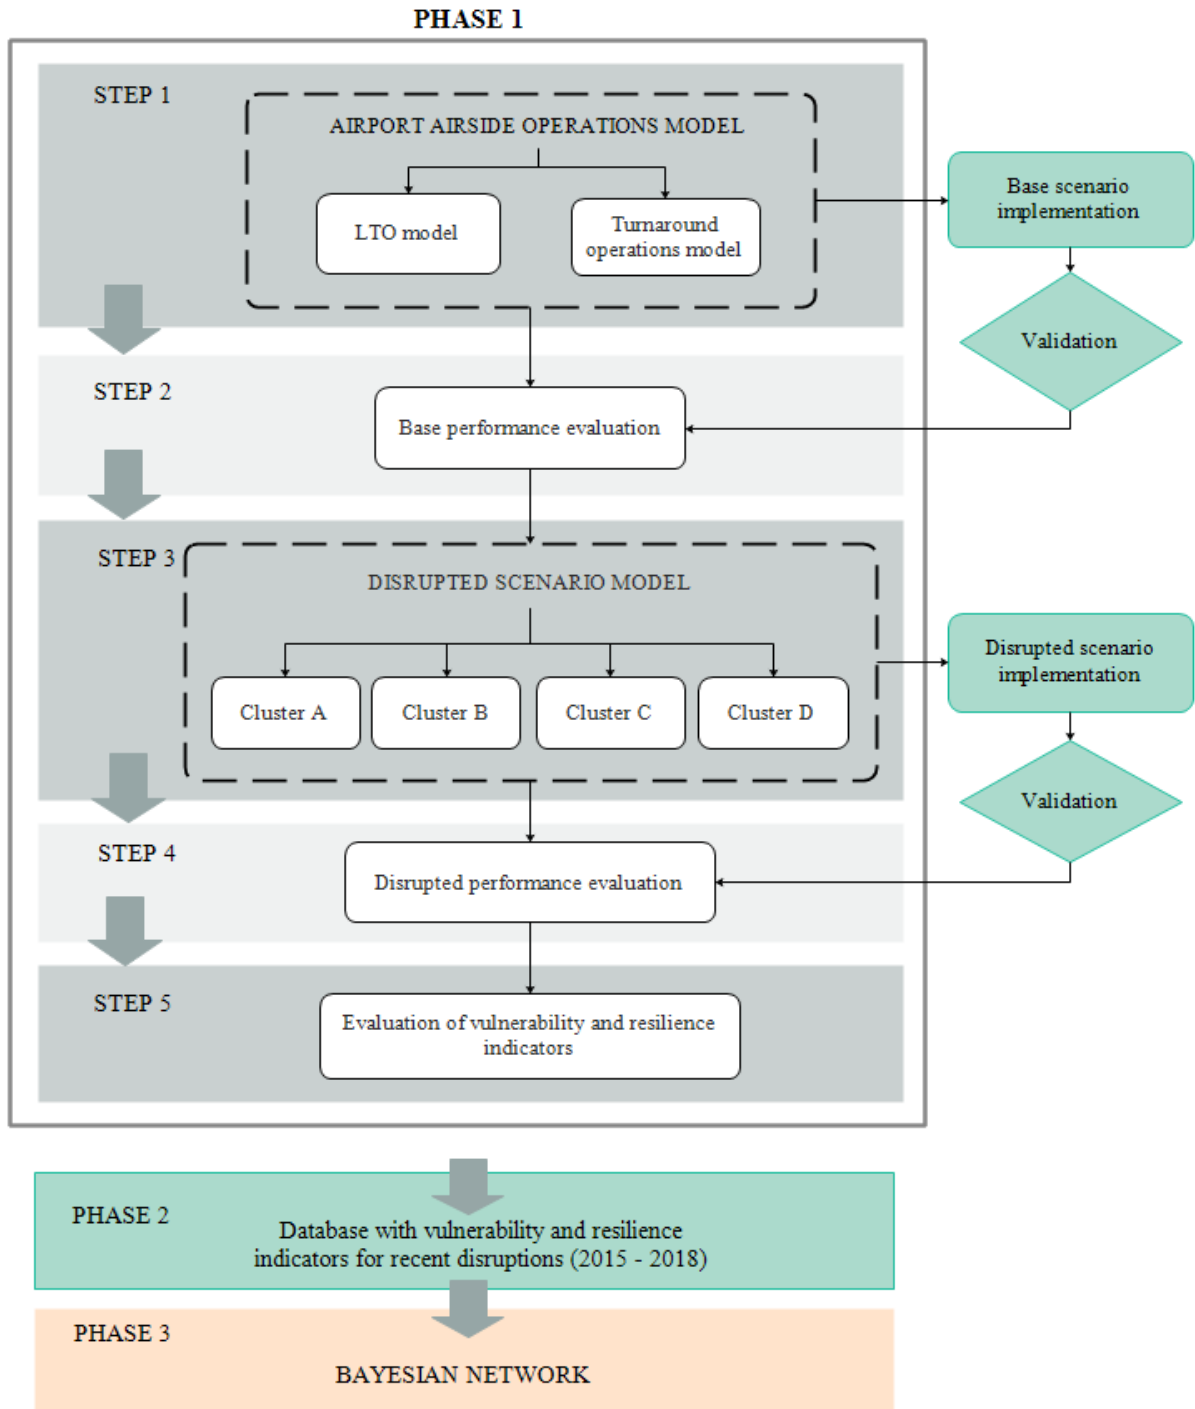 PHASE 1
STEP 1
AIRPORT AIRSIDE OPERATIONS MODEL
LTO model
Turnaround
operations model
Base scenario
implementation
Validation
STEP 2
Base performance evaluation
STEP 3
DISRUPTED SCENARIO MODEL
Cluster A
Cluster B
Cluster C
Cluster D
Disrupted scenario
implementation
Validation
STEP 4
Disrupted performance evaluation
STEP 5
Evaluation of vulnerability and resilience
indicators
PHASE 2
Database with vulnerability and resilience
indicators for recent disruptions (2015 - 2018)
PHASE 3
BAYESIAN NETWORK